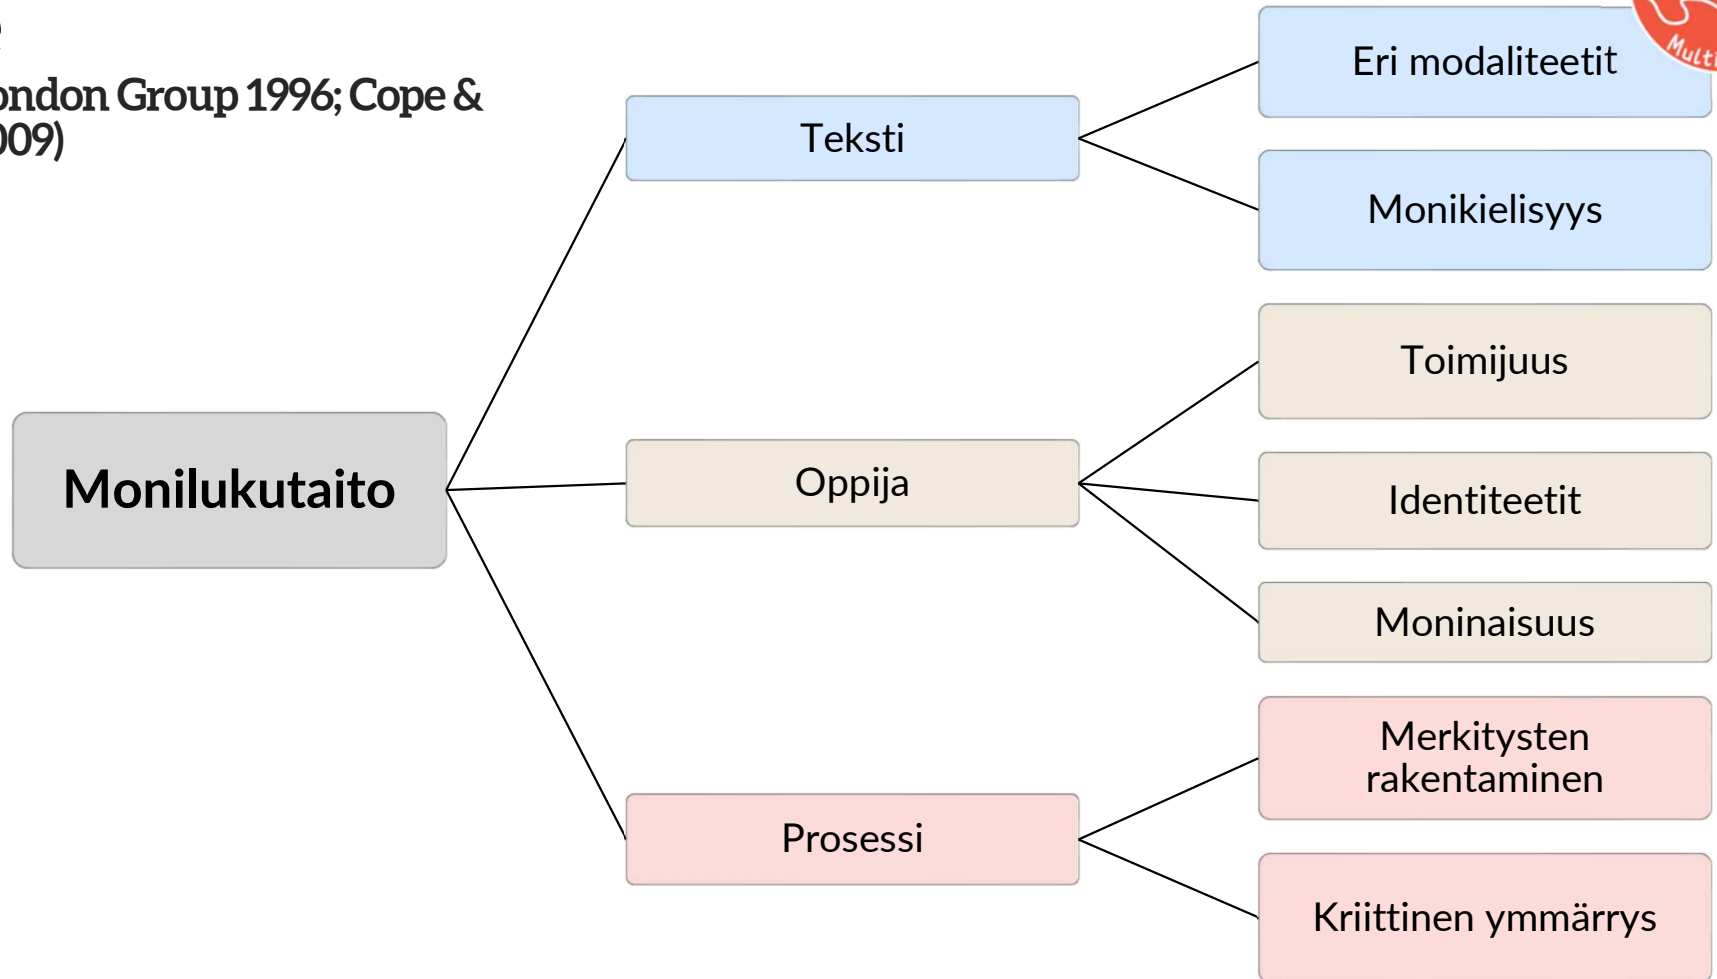 ondon Group 1996; Cope &
009)
Monilukutaito
Teksti
Eri modaliteetit
Monikielisyys
Oppija
Toimijuus
Identiteetit
Moninaisuus
Prosessi
Merkitysten
rakentaminen
Kriittinen ymmärrys
Multi